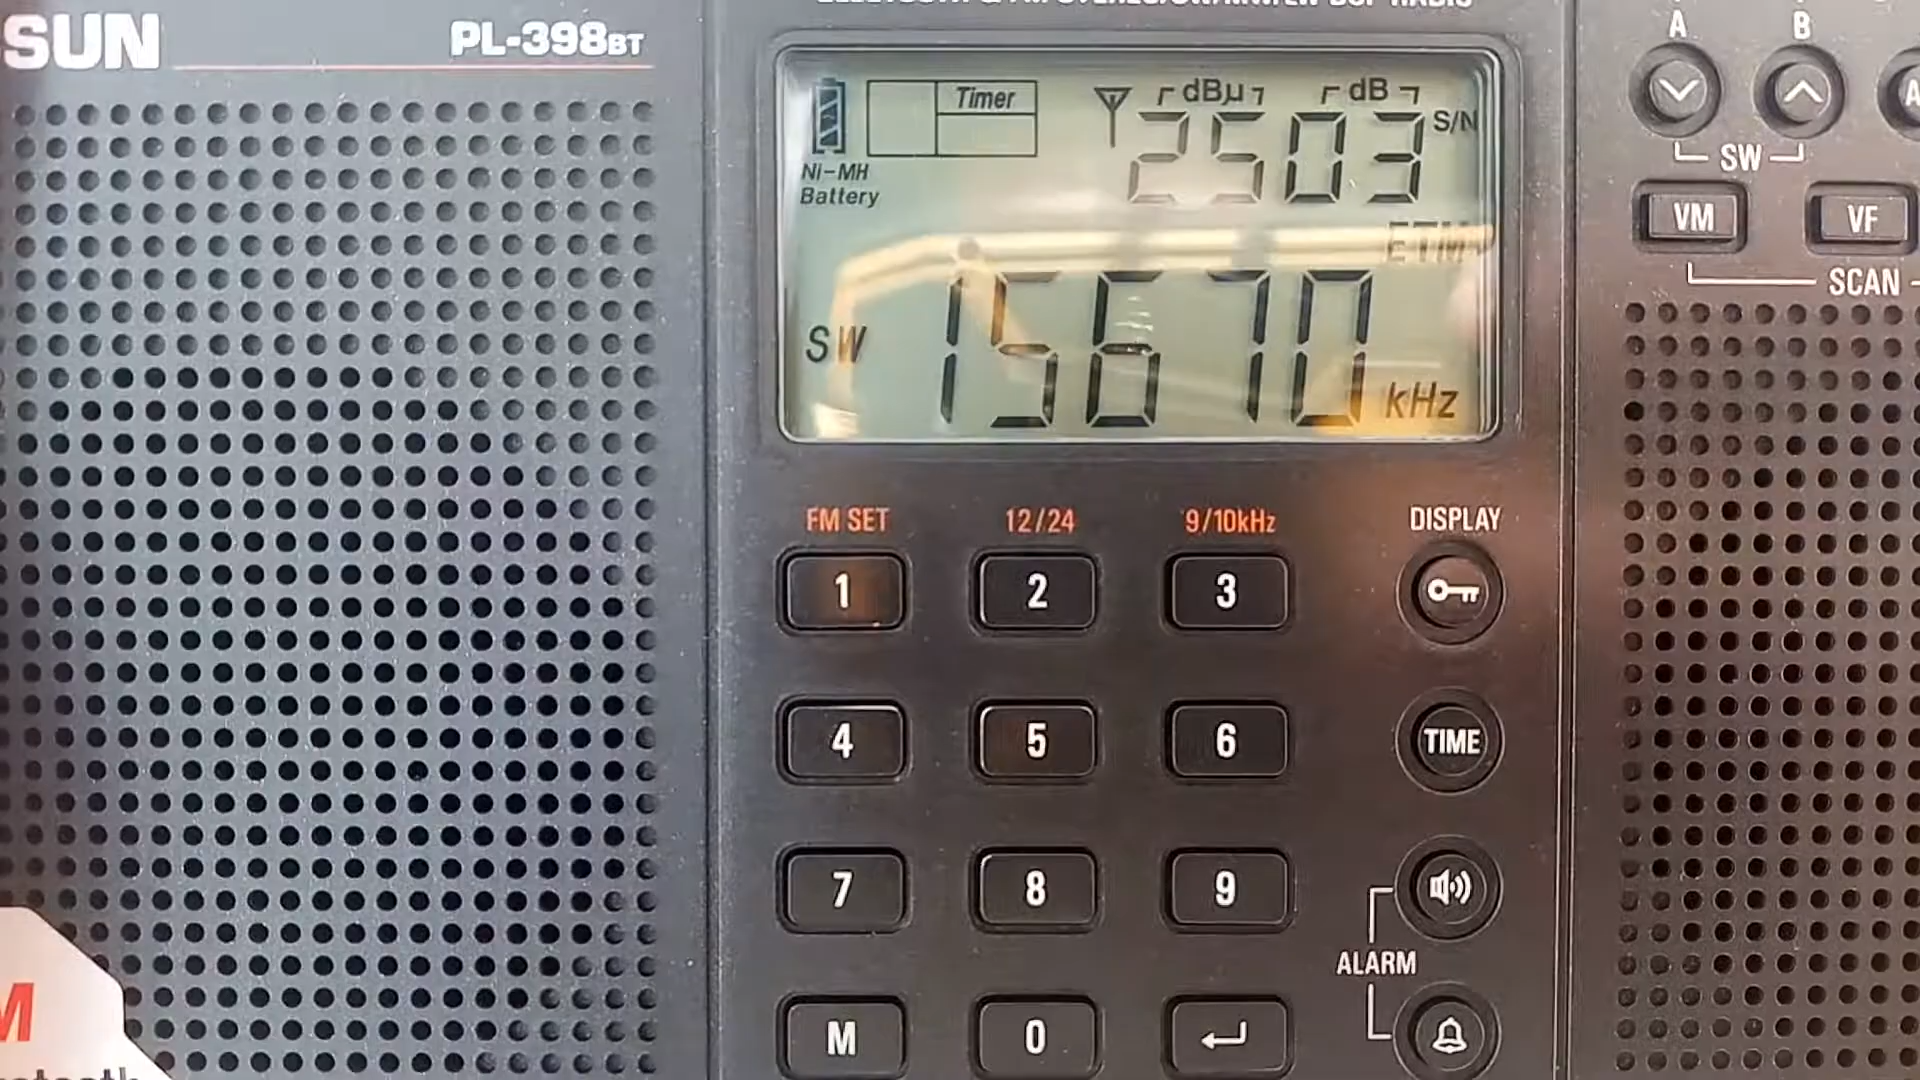 SUN PL-398BT
A B
Timer dBµ dB
2503 S/N
Ni-MH
Battery
SW
VM VF
ETM
SCAN
SW 15670 kHz
FM SET 12/24 9/10kHz DISPLAY
1 2 3
4 5 6 TIME
7 8 9
ALARM
M 0
M